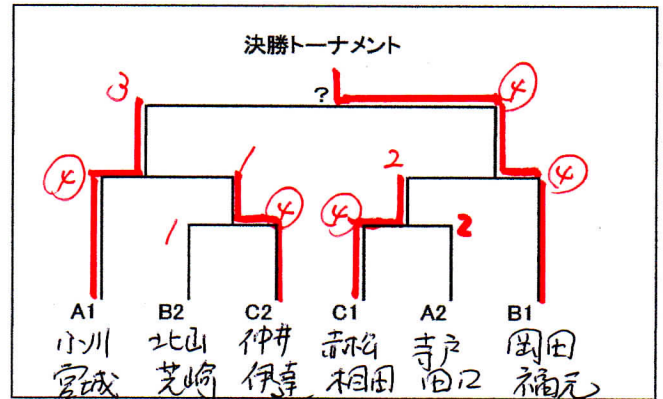 決勝トーナメント
3 ? ④
④ 1 2 ④
1 ④ ④ 2
A1 B2 C2 C1 A2 B1
小川 北山 仲井 赤松 寺戸 岡田
宮城 芝崎 伊達 相田 田口 福元